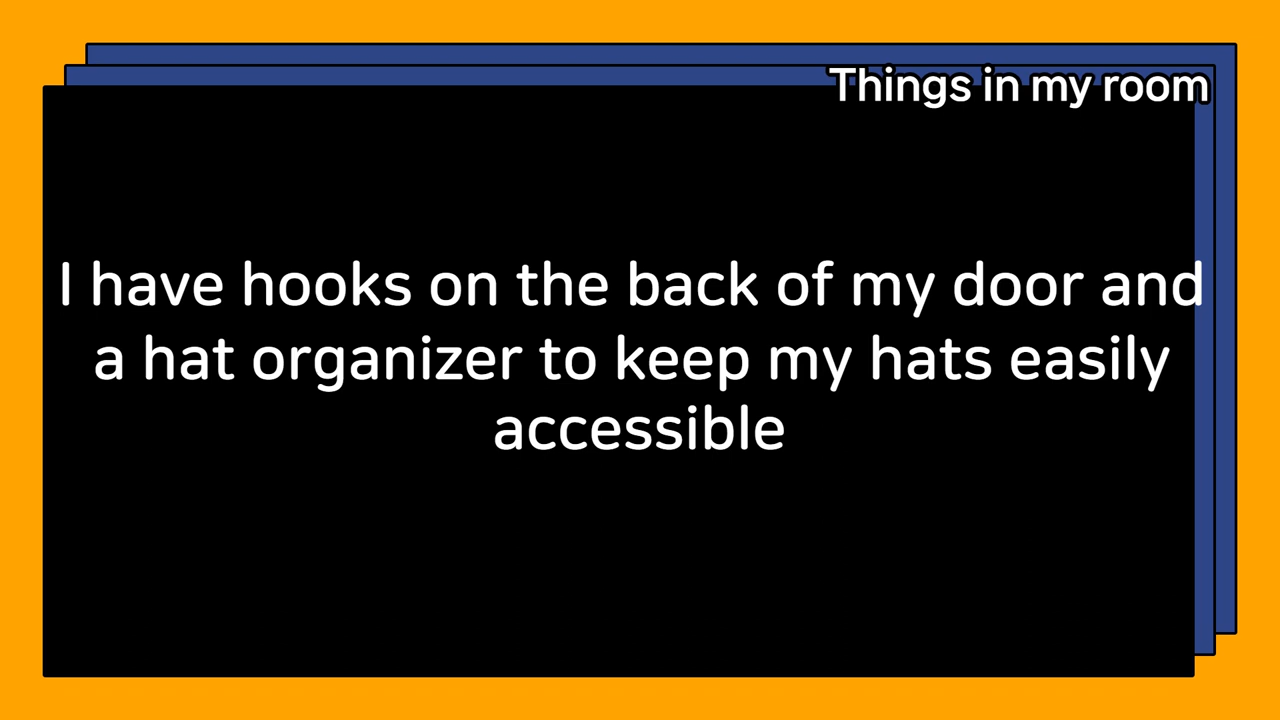 Things in my room
I have hooks on the back of my door and
a hat organizer to keep my hats easily
accessible